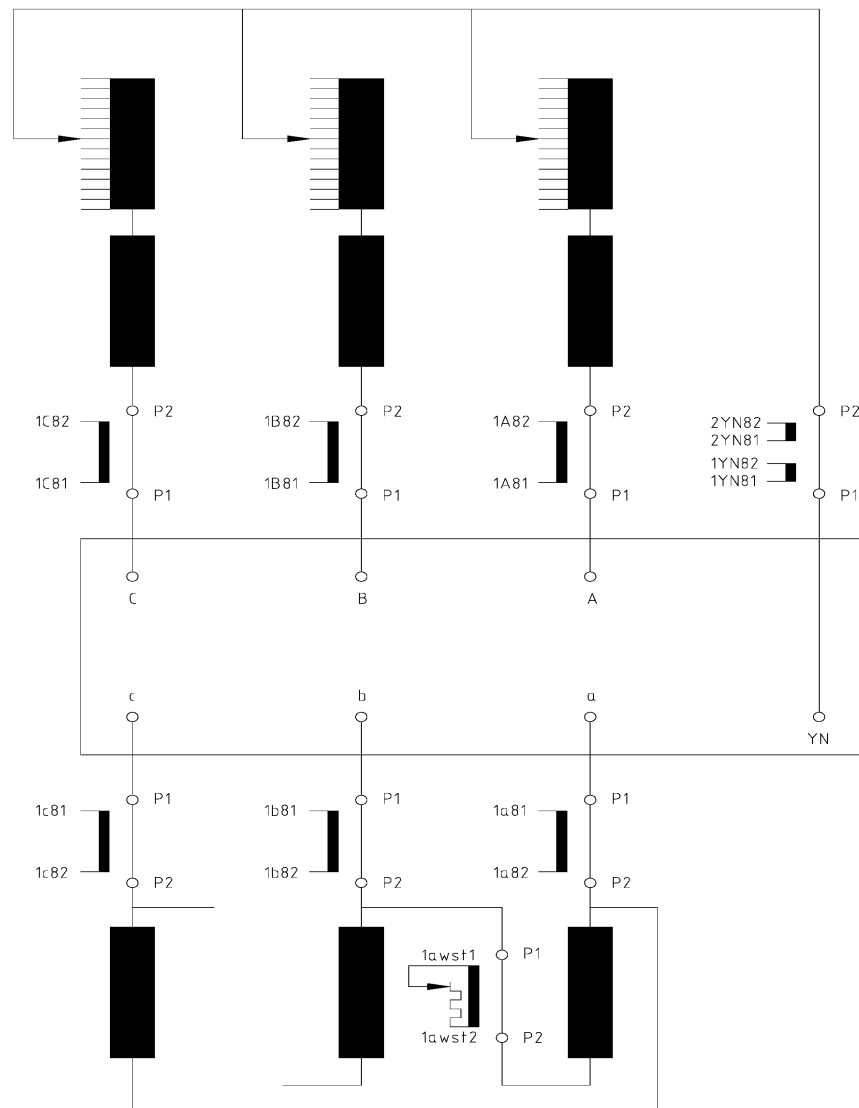 1C82 P2 1B82 P2 1A82 P2 2YN82 P2
2YN81
1YN82
1C81 P1 1B81 P1 1A81 P1 1YN81 P1
C B A
c b a
YN
1c81 P1 1b81 P1 1a81 P1
1c82 P2 1b82 P2 1a82 P2
1awst1 P1
1awst2 P2